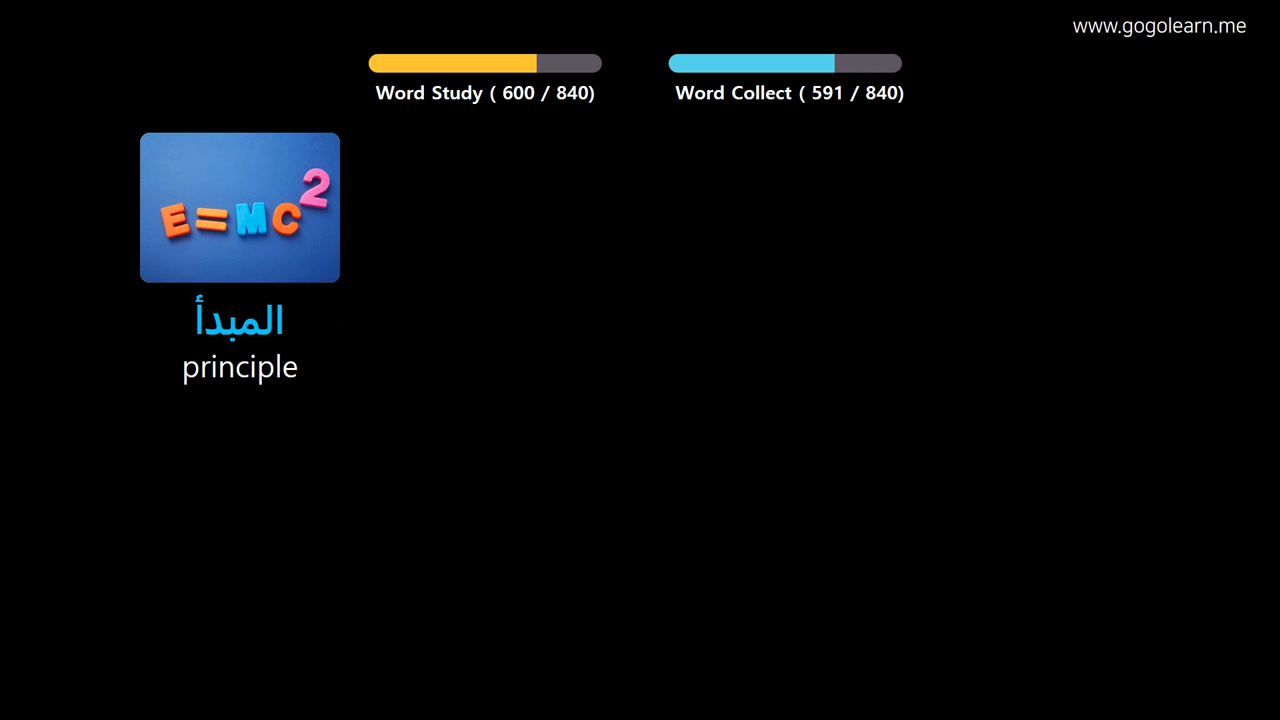 www.gogolearn.me
Word Study ( 600 / 840)
Word Collect ( 591 / 840)
E=MC2
المبدأ
principle